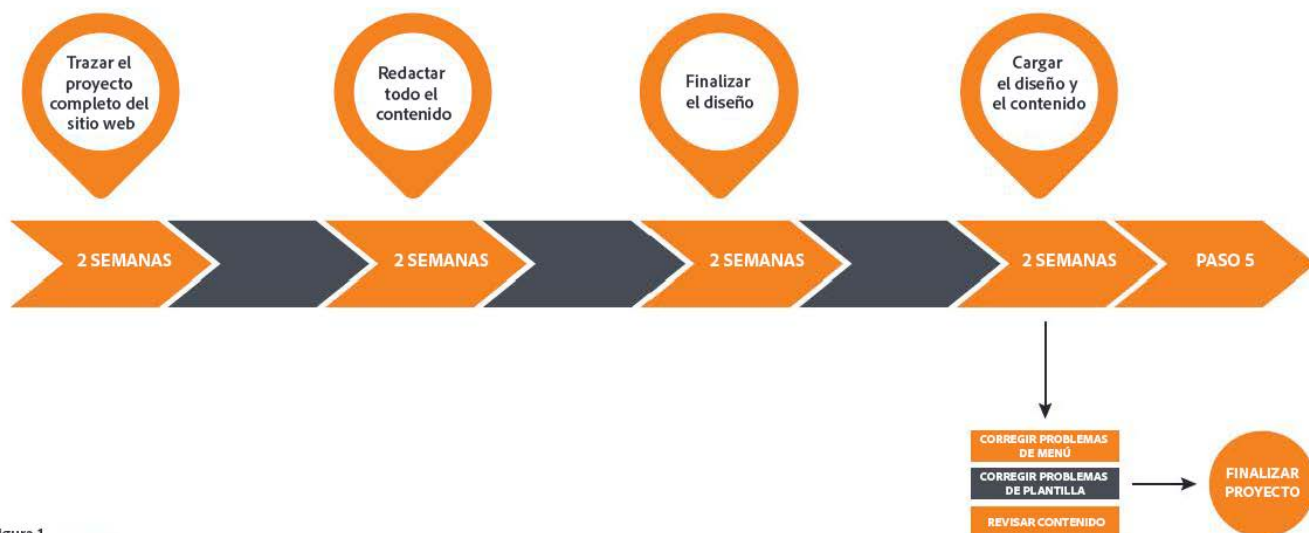 Trazar el
proyecto
completo del
sitio web
Redactar
todo el
contenido
Finalizar
el diseño
Cargar
el diseño y
el contenido
2 SEMANAS
2 SEMANAS
2 SEMANAS
2 SEMANAS
PASO 5
CORREGIR PROBLEMAS
DE MENÚ
CORREGIR PROBLEMAS
DE PLANTILLA
REVISAR CONTENIDO
FINALIZAR
PROYECTO